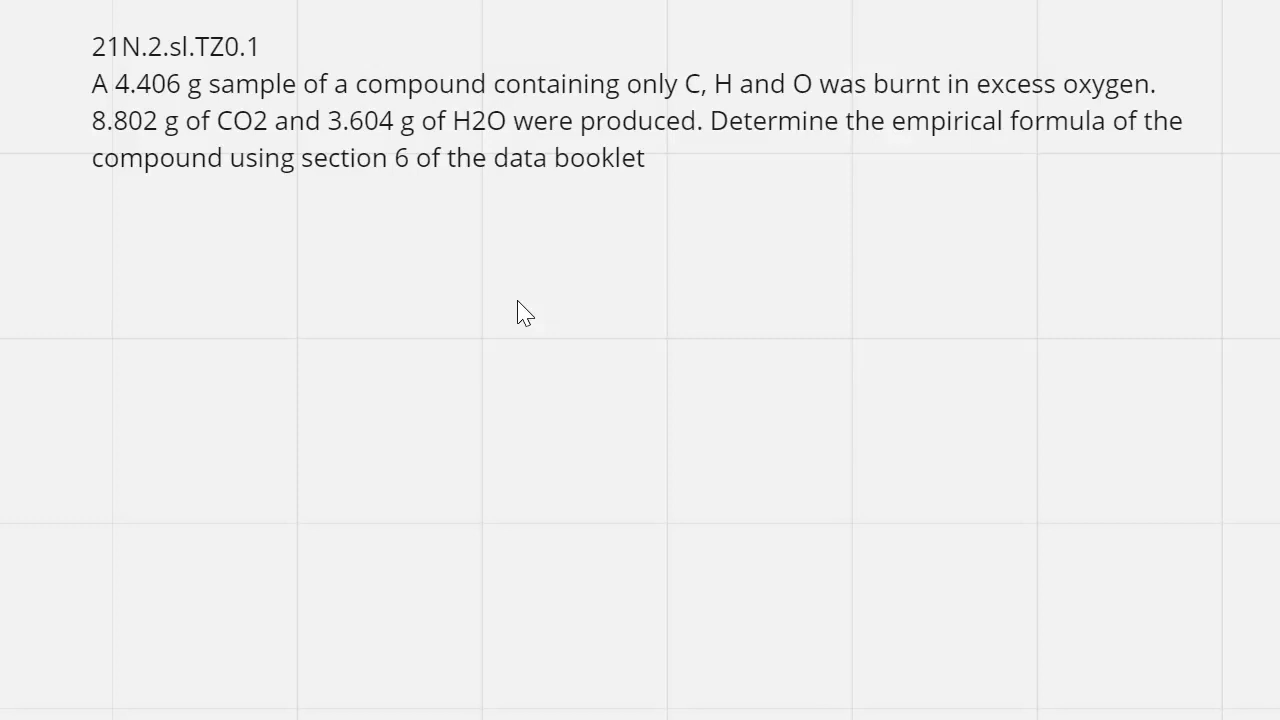 21N.2.sl.TZ0.1
A 4.406 g sample of a compound containing only C, H and O was burnt in excess oxygen.
8.802 g of CO2 and 3.604 g of H2O were produced. Determine the empirical formula of the
compound using section 6 of the data booklet